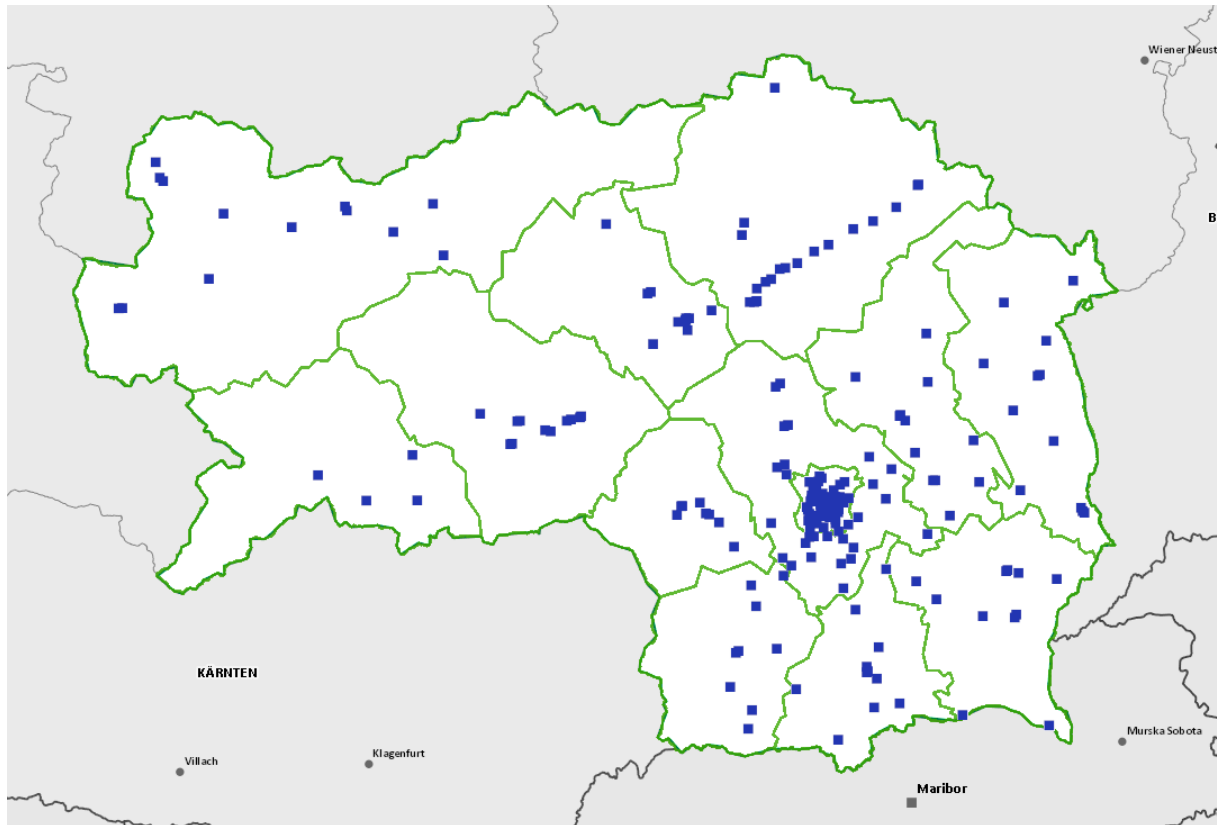 Wiener Neust
B
KÄRNTEN
Villach
Klagenfurt
Murska Sobota
Maribor